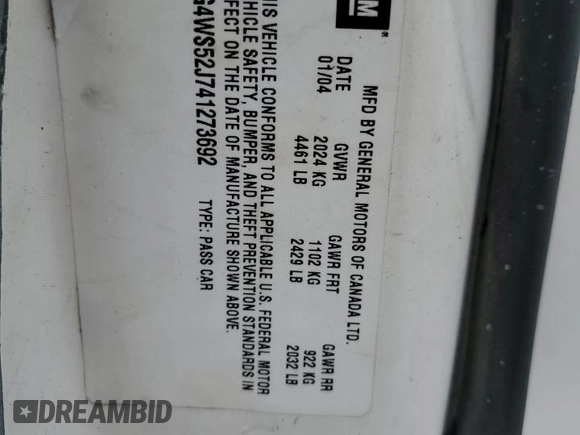 GM
MFD BY GENERAL MOTORS OF CANADA LTD.
DATE GVWR GAWR FRT GAWR RR
01/04 2024 KG 1102 KG 922 KG
4461 LB 2429 LB 2032 LB
THIS VEHICLE CONFORMS TO ALL APPLICABLE U.S. FEDERAL MOTOR
VEHICLE SAFETY, BUMPER, AND THEFT PREVENTION STANDARDS IN
EFFECT ON THE DATE OF MANUFACTURE SHOWN ABOVE.
G4WS52J741273692 TYPE: PASS CAR
DREAMBID